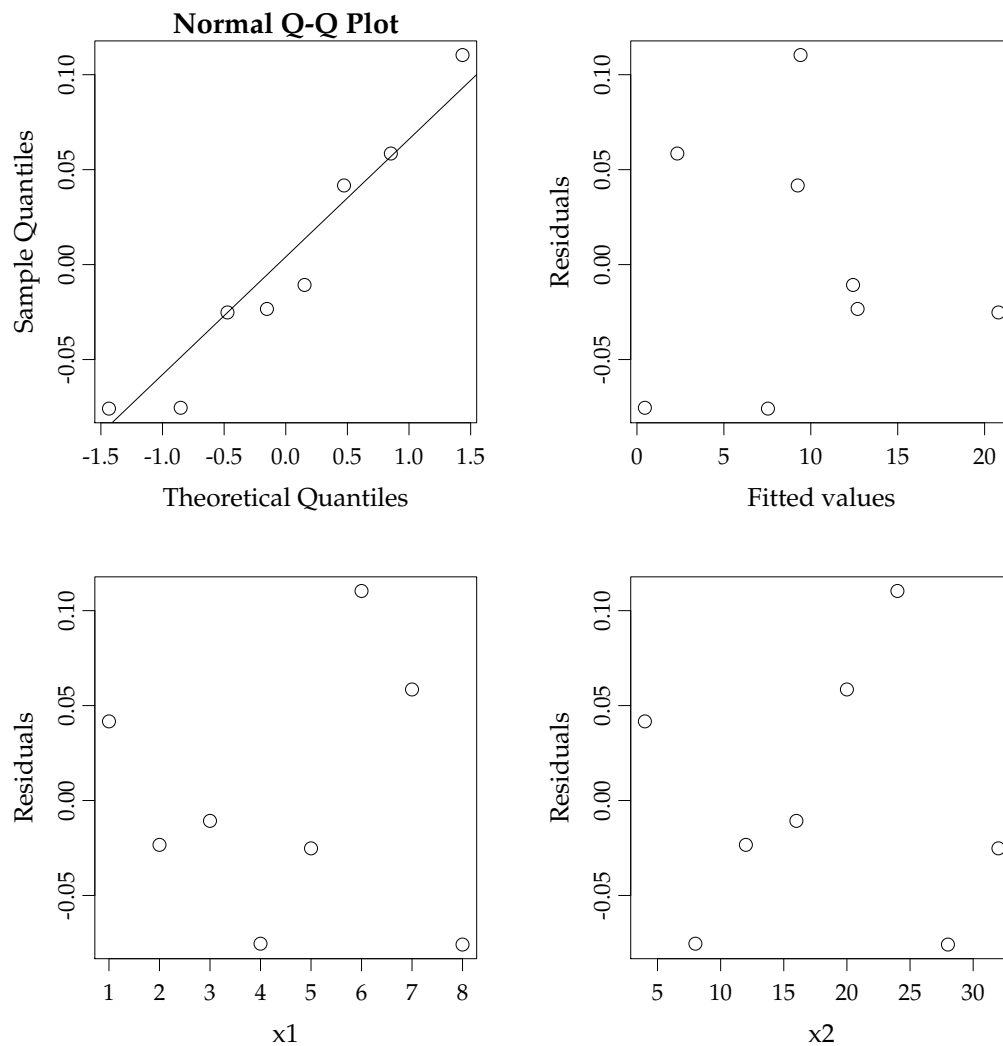 Normal Q-Q Plot
Sample Quantiles
0.10
0.05
0.00
-0.05
-1.5 -1.0 -0.5 0.0 0.5 1.0 1.5
Theoretical Quantiles
Residuals
0.10
0.05
0.00
-0.05
0 5 10 15 20
Fitted values
Residuals
0.10
0.05
0.00
-0.05
1 2 3 4 5 6 7 8
x1
Residuals
0.10
0.05
0.00
-0.05
5 10 15 20 25 30
x2